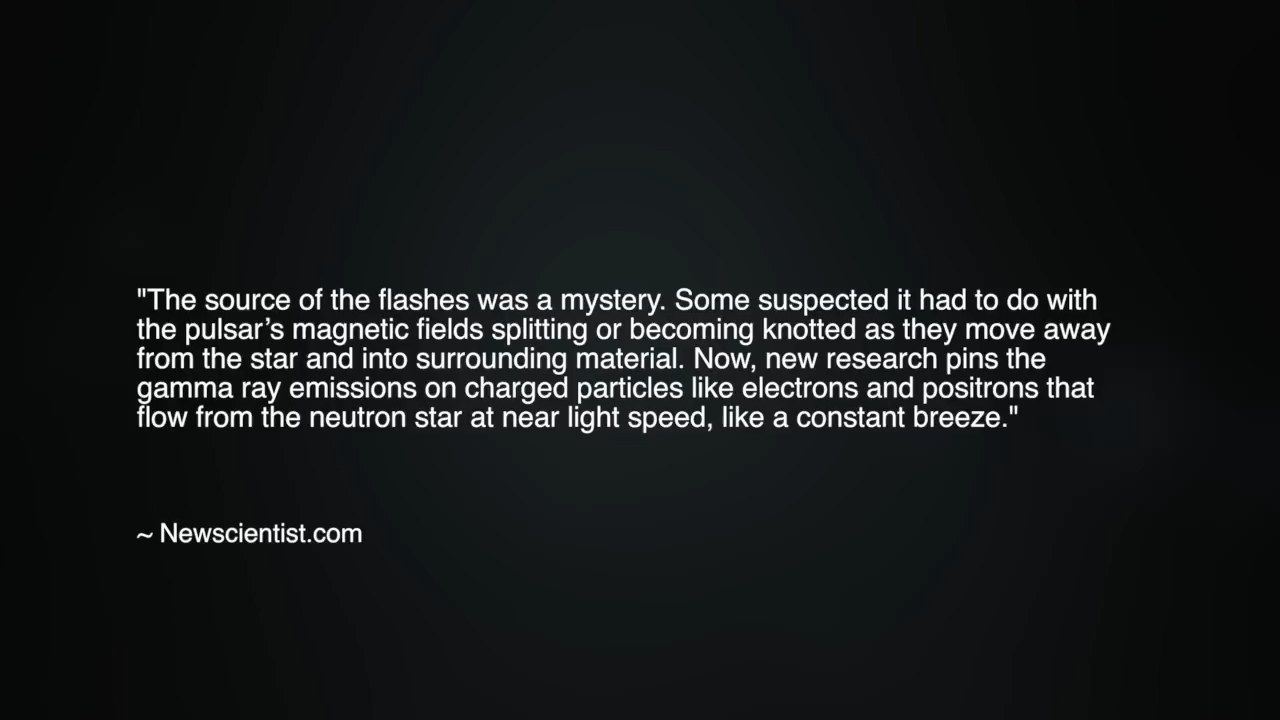 "The source of the flashes was a mystery. Some suspected it had to do with
the pulsar’s magnetic fields splitting or becoming knotted as they move away
from the star and into surrounding material. Now, new research pins the
gamma ray emissions on charged particles like electrons and positrons that
flow from the neutron star at near light speed, like a constant breeze."
~ Newscientist.com